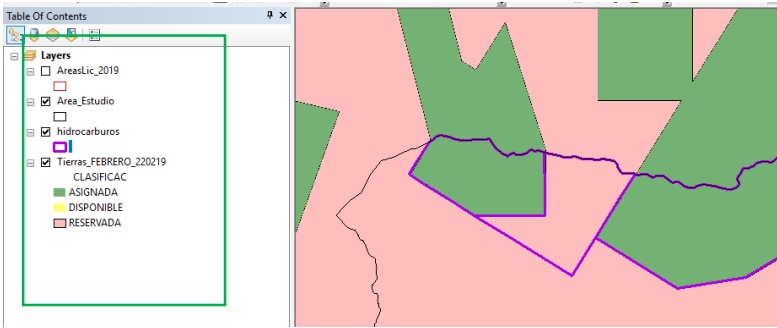 Table Of Contents
Layers
AreasLic_2019
Area_Estudio
hidrocarburos
Tierras_FEBRERO_220219
CLASIFICAC
ASIGNADA
DISPONIBLE
RESERVADA